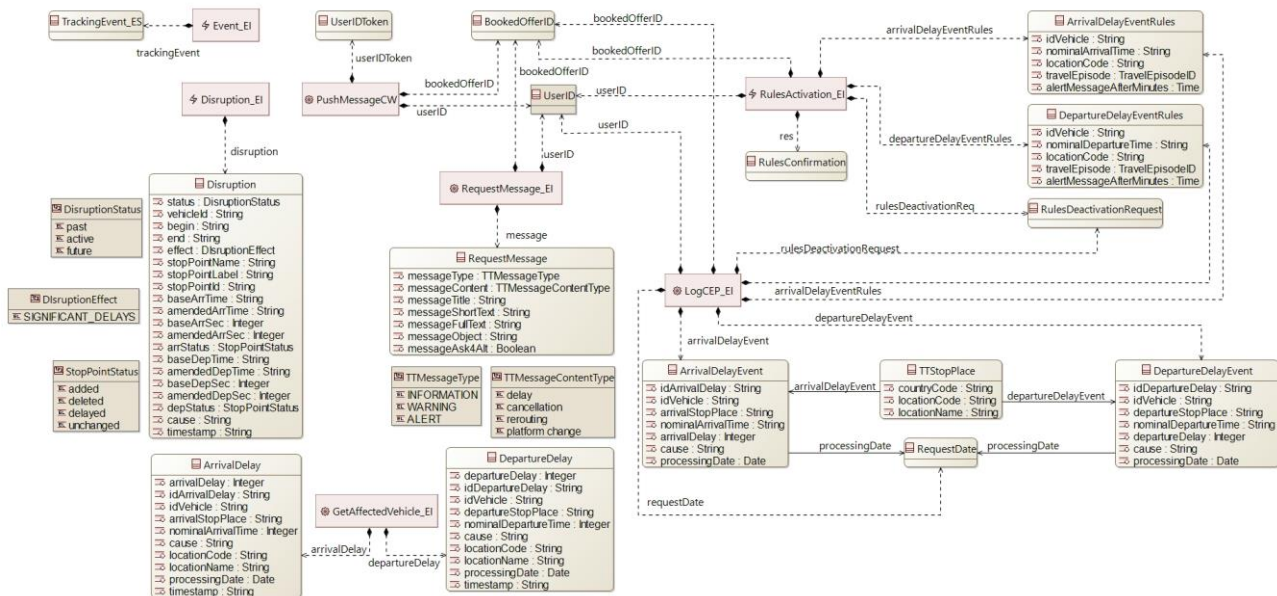 TrackingEvent_ES
Event_EI
trackingEvent
UserIDToken
userIDToken
BookedOfferID
bookedOfferID
bookedOfferID
bookedOfferID
bookedOfferID
Disruption_EI
disruption
PushMessageCW
userID
UserID
userID
userID
userID
RulesActivation_EI
res
RulesConfirmation
arrivalDelayEventRules
ArrivalDelayEventRules
idVehicle : String
nominalArrivalTime : String
locationCode : String
travelEpisode : TravelEpisodeID
alertMessageAfterMinutes : Time
departureDelayEventRules
DepartureDelayEventRules
idVehicle : String
nominalDepartureTime : String
locationCode : String
travelEpisode : TravelEpisodeID
alertMessageAfterMinutes : Time
rulesDeactivationReq
RulesDeactivationRequest
rulesDeactivationRequest
DisruptionStatus
past
active
future
DIsruptionEffect
SIGNIFICANT_DELAYS
StopPointStatus
added
deleted
delayed
unchanged
Disruption
status : DisruptionStatus
vehicleId : String
begin : String
end : String
effect : DIsruptionEffect
stopPointName : String
stopPointLabel : String
stopPointId : String
baseArrTime : String
amendedArrTime : String
baseArrSec : Integer
amendedArrSec : Integer
arrStatus : StopPointStatus
baseDepTime : String
amendedDepTime : String
baseDepSec : Integer
amendedDepSec : Integer
depStatus : StopPointStatus
cause : String
timestamp : String
RequestMessage_EI
message
RequestMessage
messageType : TTMessageType
messageContent : TTMessageContentType
messageTitle : String
messageShortText : String
messageFullText : String
messageObject : String
messageAsk4Alt : Boolean
TTMessageType
INFORMATION
WARNING
ALERT
TTMessageContentType
delay
cancellation
rerouting
platform change
LogCEP_EI
arrivalDelayEventRules
departureDelayEvent
arrivalDelayEvent
requestDate
ArrivalDelayEvent
idArrivalDelay : String
idVehicle : String
arrivalStopPlace : String
nominalArrivalTime : String
arrivalDelay : Integer
cause : String
processingDate : Date
arrivalDelayEvent
TTStopPlace
countryCode : String
locationCode : String
locationName : String
departureDelayEvent
DepartureDelayEvent
idDepartureDelay : String
idVehicle : String
departureStopPlace : String
nominalDepartureTime : String
departureDelay : Integer
cause : String
processingDate : Date
processingDate
RequestDate
processingDate
ArrivalDelay
arrivalDelay : Integer
idArrivalDelay : String
idVehicle : String
arrivalStopPlace : String
nominalArrivalTime : Integer
cause : String
locationCode : String
locationName : String
processingDate : Date
timestamp : String
GetAffectedVehicle_EI
arrivalDelay
departureDelay
DepartureDelay
departureDelay : Integer
idDepartureDelay : String
idVehicle : String
departureStopPlace : String
nominalDepartureTime : Integer
cause : String
locationCode : String
locationName : String
processingDate : Date
timestamp : String